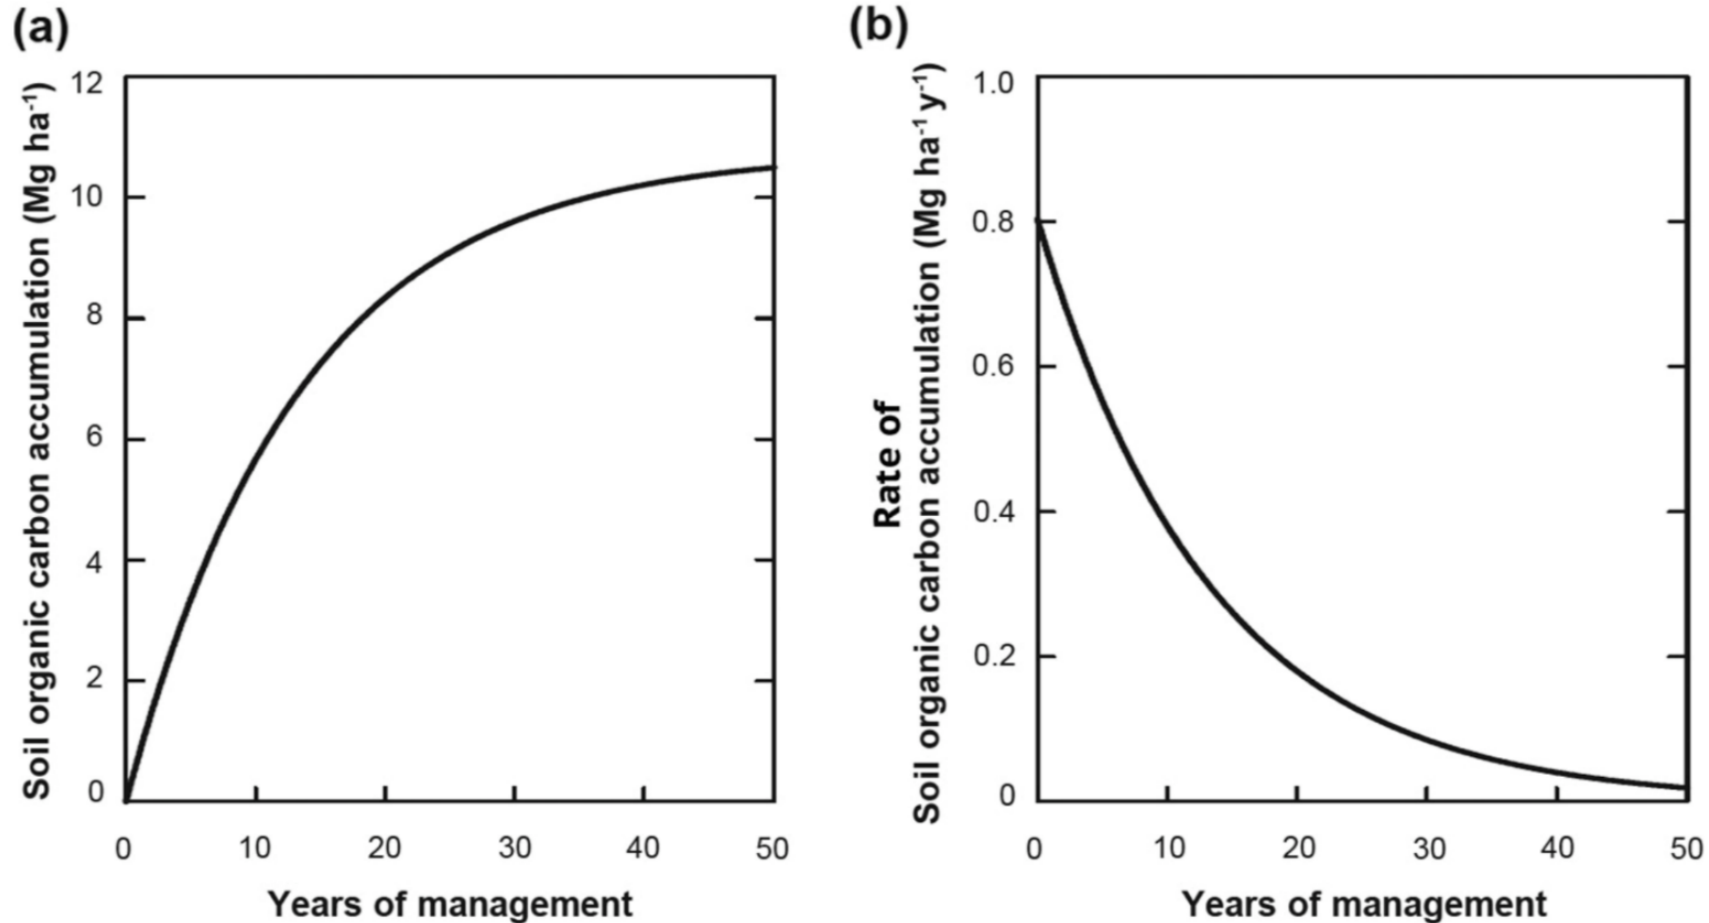 (a)
Soil organic carbon accumulation (Mg ha⁻¹)
12
10
8
6
4
2
0
0 10 20 30 40 50
Years of management
(b)
Rate of
Soil organic carbon accumulation (Mg ha⁻¹ y⁻¹)
1.0
0.8
0.6
0.4
0.2
0
0 10 20 30 40 50
Years of management